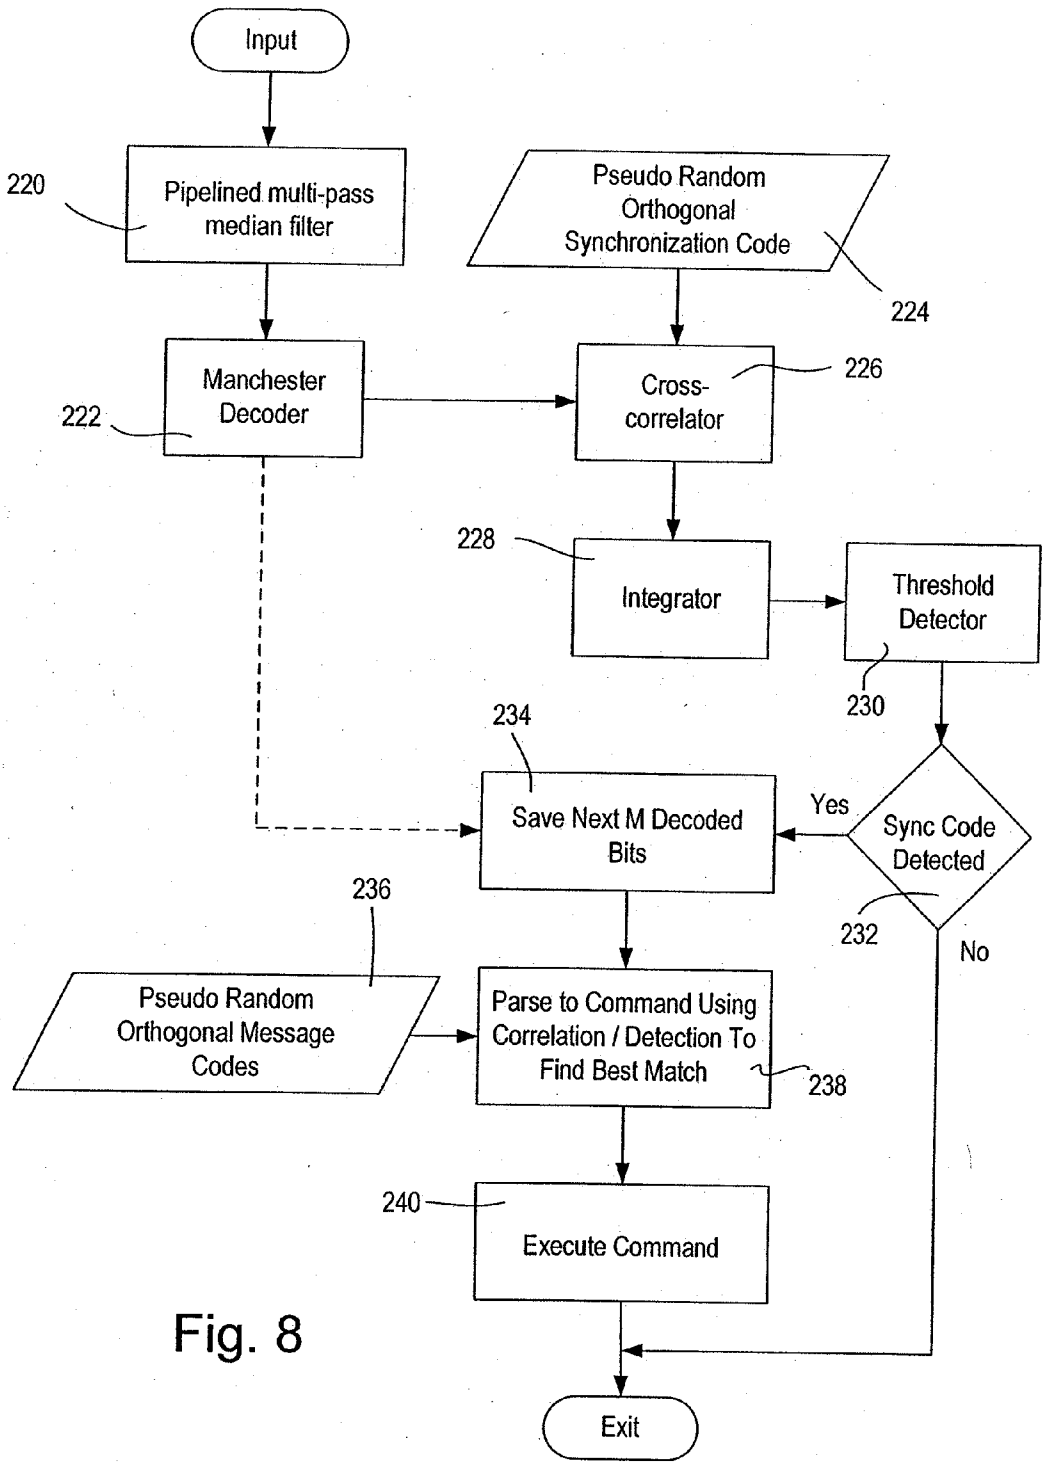 Input
220
Pipelined multi-pass
median filter
Pseudo Random
Orthogonal
Synchronization Code
224
Manchester
Decoder
222
Cross-
correlator
226
228
Integrator
Threshold
Detector
230
234
Save Next M Decoded
Bits
Yes
Sync Code
Detected
232
No
236
Pseudo Random
Orthogonal Message
Codes
Parse to Command Using
Correlation / Detection To
Find Best Match
238
240
Execute Command
Fig. 8
Exit